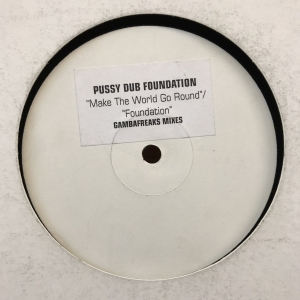 PUSSY DUB FOUNDATION
"Make The World Go Round"/
"Foundation"
GAMBAFREAKS MIXES